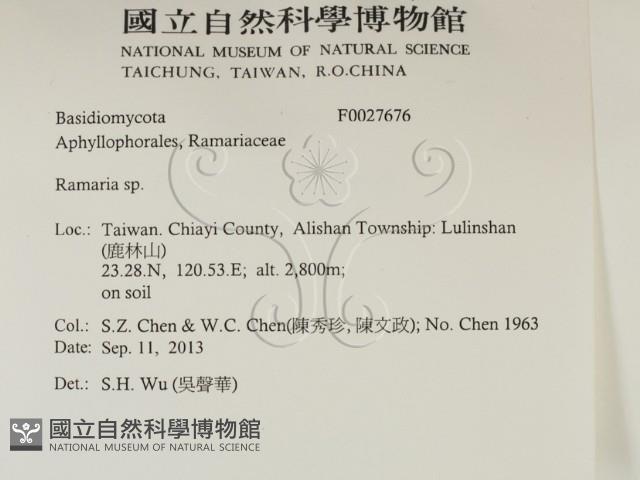 國立自然科學博物館
NATIONAL MUSEUM OF NATURAL SCIENCE
TAICHUNG, TAIWAN, R.O.CHINA
Basidiomycota F0027676
Aphyllophorales, Ramariaceae
Ramaria sp.
Loc.: Taiwan. Chiayi County, Alishan Township: Lulinshan
(鹿林山)
23.28.N, 120.53.E; alt. 2,800m;
on soil
Col.: S.Z. Chen & W.C. Chen(陳秀珍, 陳文政); No. Chen 1963
Date: Sep. 11, 2013
Det.: S.H. Wu (吳聲華)
國立自然科學博物館
NATIONAL MUSEUM OF NATURAL SCIENCE